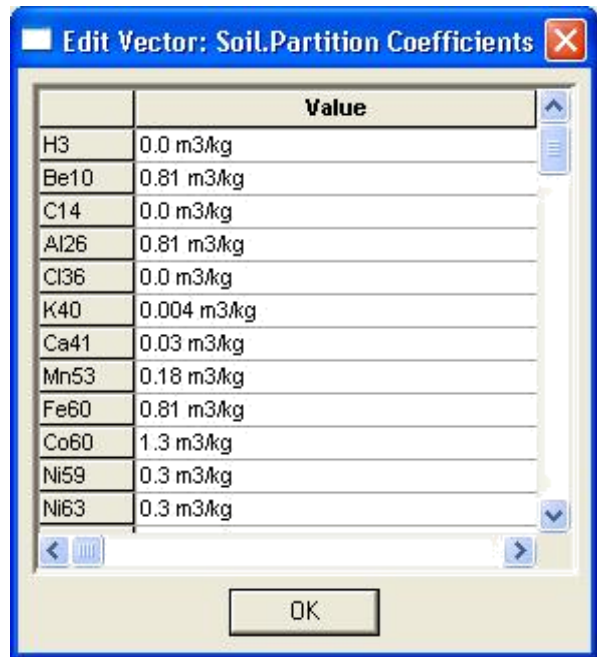 Edit Vector: Soil.Partition Coefficients
Value
H3 0.0 m3/kg
Be10 0.81 m3/kg
C14 0.0 m3/kg
Al26 0.81 m3/kg
Cl36 0.0 m3/kg
K40 0.004 m3/kg
Ca41 0.03 m3/kg
Mn53 0.18 m3/kg
Fe60 0.81 m3/kg
Co60 1.3 m3/kg
Ni59 0.3 m3/kg
Ni63 0.3 m3/kg
OK